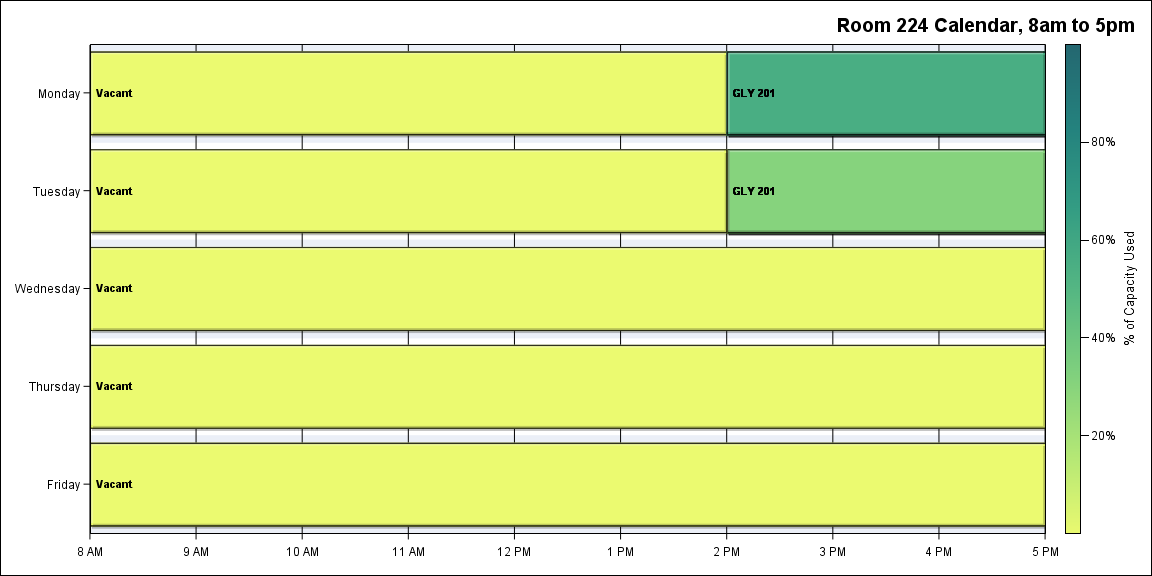 Room 224 Calendar, 8am to 5pm
Monday
Vacant
GLY 201
80%
Tuesday
Vacant
GLY 201
60%
% of Capacity Used
Wednesday
Vacant
40%
Thursday
Vacant
20%
Friday
Vacant
8 AM 9 AM 10 AM 11 AM 12 PM 1 PM 2 PM 3 PM 4 PM 5 PM